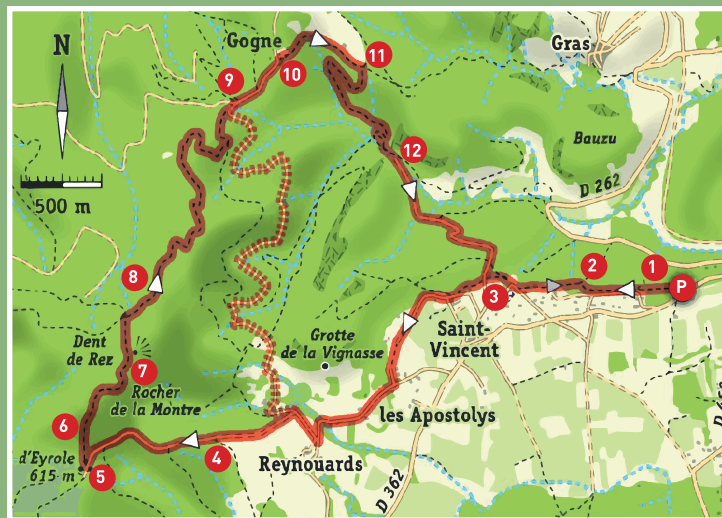 N
500 m
Gogne
Gras
11
10
9
Bauzu
12
D 262
8
1
2
P
3
Dent
de Rez
Grotte
de la Vignasse
Saint-
Vincent
7
Rocher
de la Montre
les Apostolys
6
d'Eyrole
615 m
5
4
Reynouards
D 362